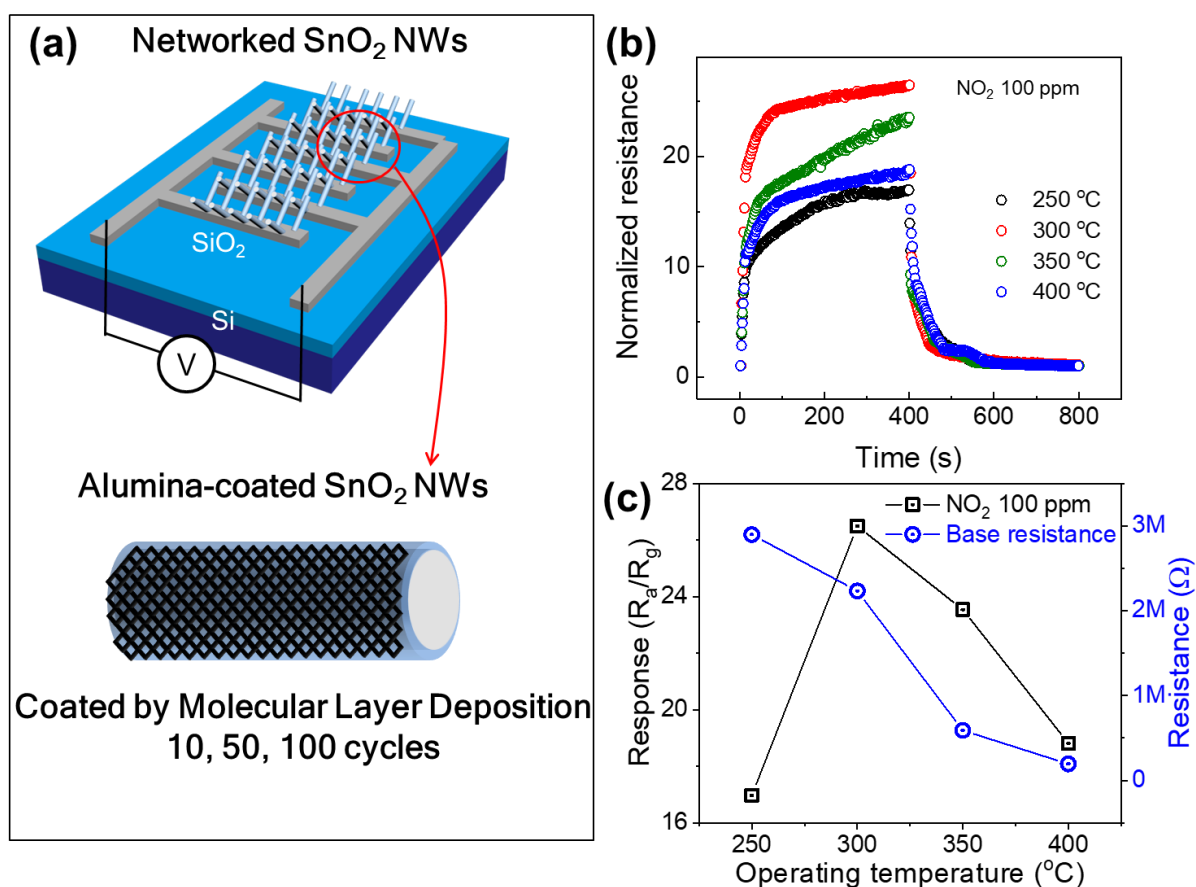 (a)
Networked SnO₂ NWs
SiO₂
Si
V
Alumina-coated SnO₂ NWs
Coated by Molecular Layer Deposition
10, 50, 100 cycles
(b)
NO₂ 100 ppm
Normalized resistance
20
10
0
250 ºC
300 ºC
350 ºC
400 ºC
0 200 400 600 800
Time (s)
(c)
NO₂ 100 ppm
Base resistance
Response (Rₐ/R_g)
28
24
20
16
3M
2M
1M
0
Resistance (Ω)
250 300 350 400
Operating temperature (ºC)